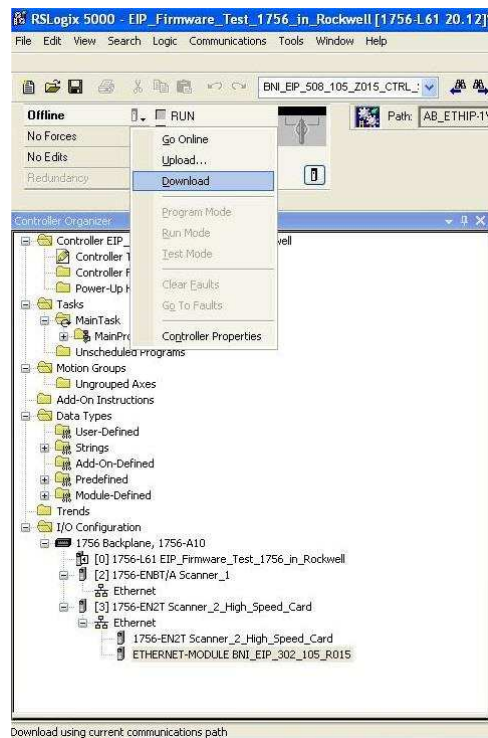 RSLogix 5000 - EIP_Firmware_Test_1756_in_Rockwell [1756-L61 20.12]
File Edit View Search Logic Communications Tools Window Help
BNI_EIP_508_105_Z015_CTRL_
Offline RUN Path: AB_ETHIP-1
No Forces
No Edits
Redundancy
Go Online
Upload...
Download
Program Mode
Run Mode
Test Mode
Clear Faults
Go To Faults
Controller Properties
Controller Organizer
Controller EIP_ well
Controller T
Controller F
Power-Up H
Tasks
MainTask
MainPro
Unscheduled Programs
Motion Groups
Ungrouped Axes
Add-On Instructions
Data Types
User-Defined
Strings
Add-On-Defined
Predefined
Module-Defined
Trends
I/O Configuration
1756 Backplane, 1756-A10
[0] 1756-L61 EIP_Firmware_Test_1756_in_Rockwell
[2] 1756-ENBT/A Scanner_1
Ethernet
[3] 1756-EN2T Scanner_2_High_Speed_Card
Ethernet
1756-EN2T Scanner_2_High_Speed_Card
ETHERNET-MODULE BNI_EIP_302_105_R015
Download using current communications path